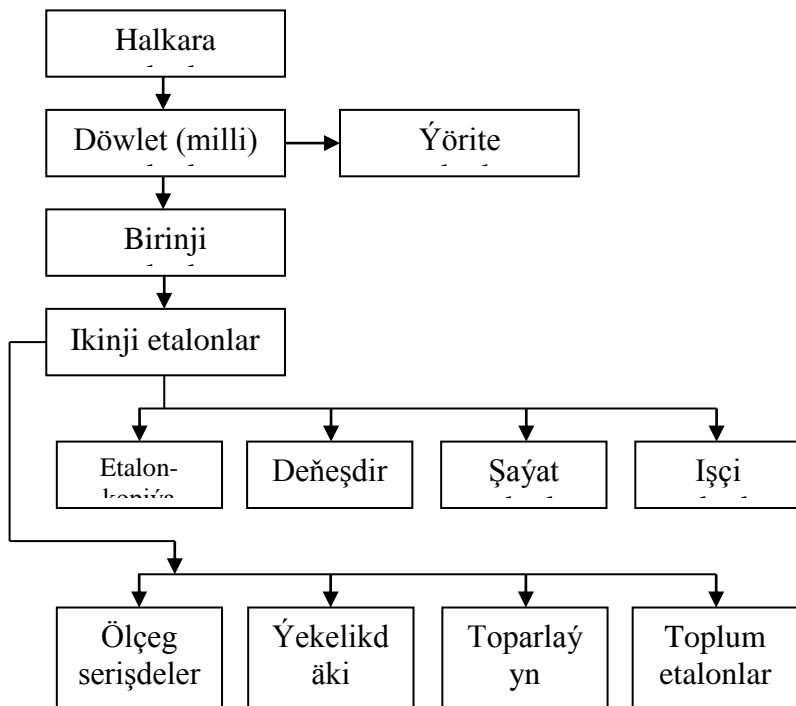 Halkara
Döwlet (milli)
Ýörite
Birinji
Ikinji etalonlar
Etalon-
kopiýa
Deňeşdir
Şaýat
Işçi
Ölçeg
serişdeler
Ýekelikd
äki
Toparlaý
yn
Toplum
etalonlar